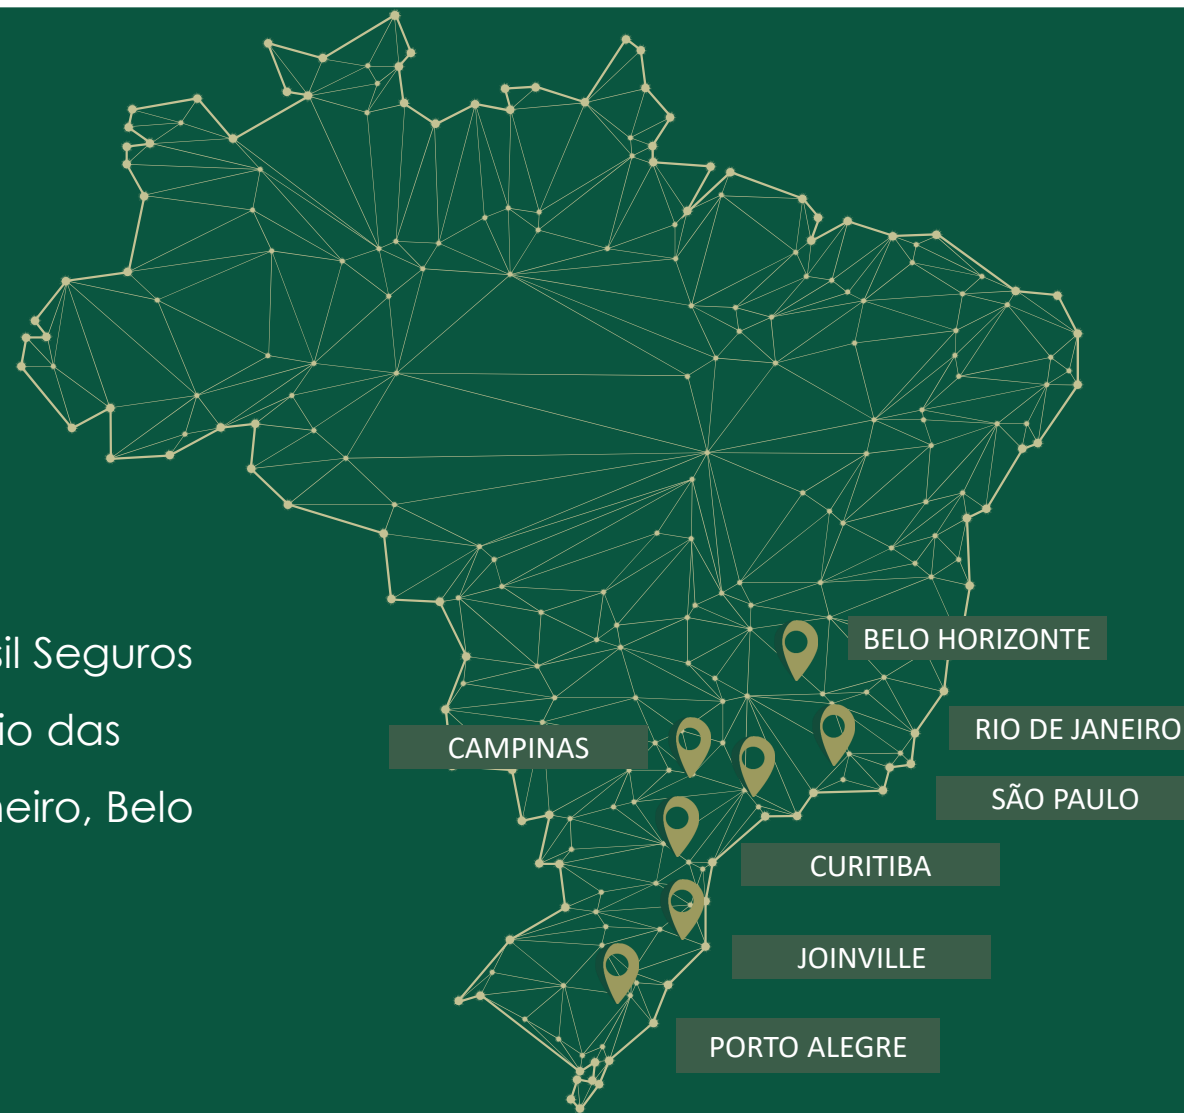 sil Seguros
io das
neiro, Belo
BELO HORIZONTE
RIO DE JANEIRO
CAMPINAS
SÃO PAULO
CURITIBA
JOINVILLE
PORTO ALEGRE